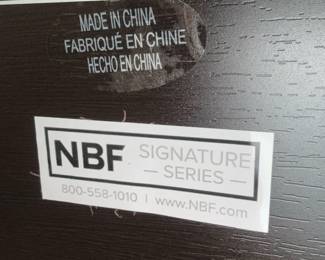 MADE IN CHINA
FABRIQUÉ EN CHINE
HECHO EN CHINA
NBF SIGNATURE
— SERIES —
800-558-1010 | www.NBF.com